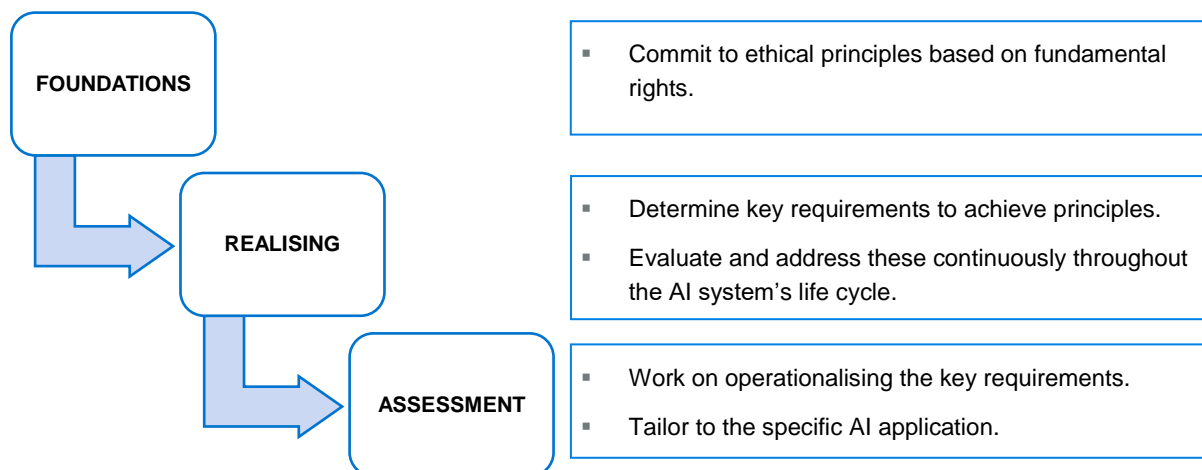 FOUNDATIONS
▪ Commit to ethical principles based on fundamental
rights.
REALISING
▪ Determine key requirements to achieve principles.
▪ Evaluate and address these continuously throughout
the AI system’s life cycle.
ASSESSMENT
▪ Work on operationalising the key requirements.
▪ Tailor to the specific AI application.